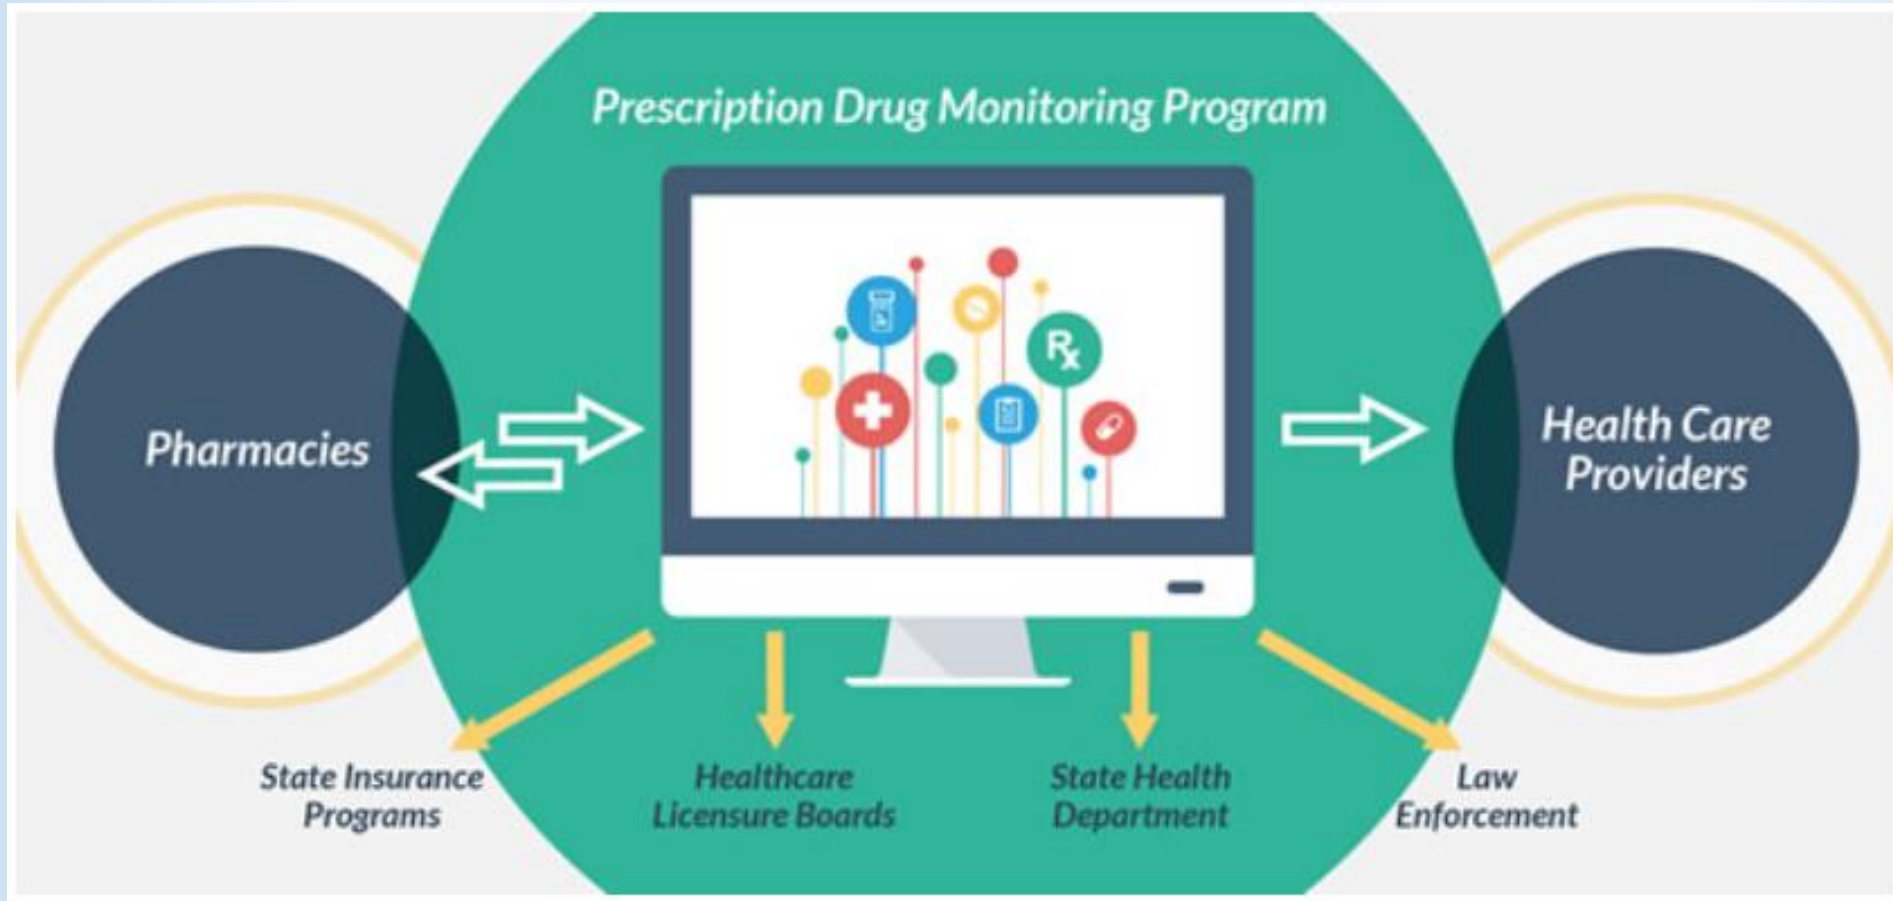 Prescription Drug Monitoring Program
Rx
Pharmacies
Health Care
Providers
State Insurance
Programs
Healthcare
Licensure Boards
State Health
Department
Law
Enforcement